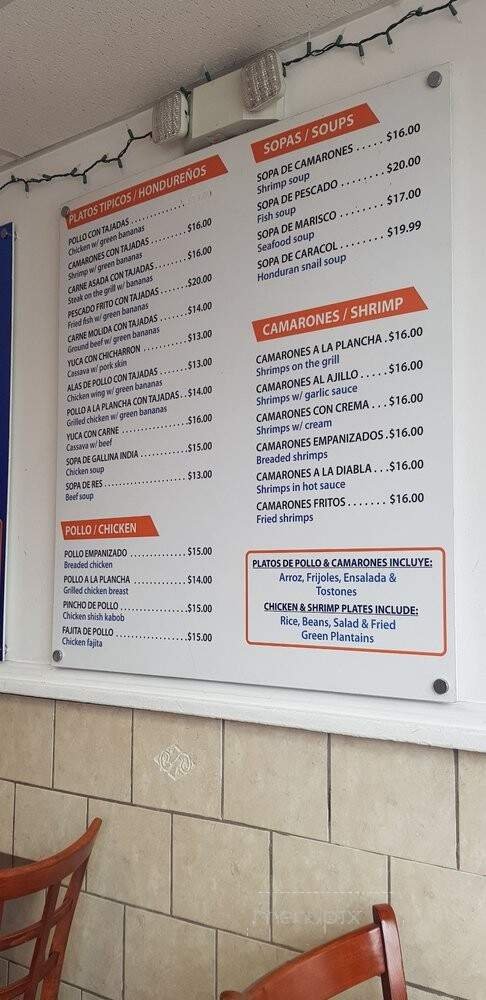 PLATOS TIPICOS / HONDUREÑOS
POLLO CON TAJADAS ..............
Chicken w/ green bananas
CAMARONES CON TAJADAS ......... $16.00
Shrimp w/ green bananas
CARNE ASADA CON TAJADAS ....... $16.00
Steak on the grill w/ bananas
PESCADO FRITO CON TAJADAS ...... $20.00
Fried fish w/ green bananas
CARNE MOLIDA CON TAJADAS ....... $14.00
Ground beef w/ green bananas
YUCA CON CHICHARRON ........... $13.00
Cassava w/ pork skin
ALAS DE POLLO CON TAJADAS ....... $13.00
Chicken wing w/ green bananas
POLLO A LA PLANCHA CON TAJADAS .. $14.00
Grilled chicken w/ green bananas
YUCA CON CARNE ................ $16.00
Cassava w/ beef
SOPA DE GALLINA INDIA ........... $15.00
Chicken soup
SOPA DE RES .................... $13.00
Beef soup
POLLO / CHICKEN
POLLO EMPANIZADO .............. $15.00
Breaded chicken
POLLO A LA PLANCHA ............. $14.00
Grilled chicken breast
PINCHO DE POLLO ................ $15.00
Chicken shish kabob
FAJITA DE POLLO ................. $15.00
Chicken fajita
SOPAS / SOUPS
SOPA DE CAMARONES ..... $16.00
Shrimp soup
SOPA DE PESCADO ........ $20.00
Fish soup
SOPA DE MARISCO ........ $17.00
Seafood soup
SOPA DE CARACOL ........ $19.99
Honduran snail soup
CAMARONES / SHRIMP
CAMARONES A LA PLANCHA . $16.00
Shrimps on the grill
CAMARONES AL AJILLO ..... $16.00
Shrimps w/ garlic sauce
CAMARONES CON CREMA ... $16.00
Shrimps w/ cream
CAMARONES EMPANIZADOS . $16.00
Breaded shrimps
CAMARONES A LA DIABLA ... $16.00
Shrimps in hot sauce
CAMARONES FRITOS ....... $16.00
Fried shrimps
PLATOS DE POLLO & CAMARONES INCLUYE:
Arroz, Frijoles, Ensalada &
Tostones
CHICKEN & SHRIMP PLATES INCLUDE:
Rice, Beans, Salad & Fried
Green Plantains
menupix